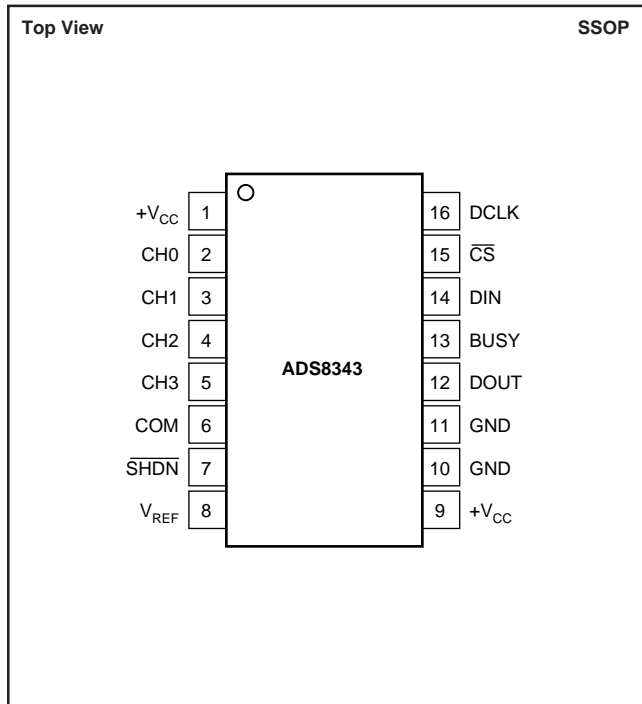 Top View SSOP
+VCC 1 16 DCLK
CH0 2 15 CS
CH1 3 14 DIN
CH2 4 13 BUSY
CH3 5 ADS8343 12 DOUT
COM 6 11 GND
SHDN 7 10 GND
VREF 8 9 +VCC